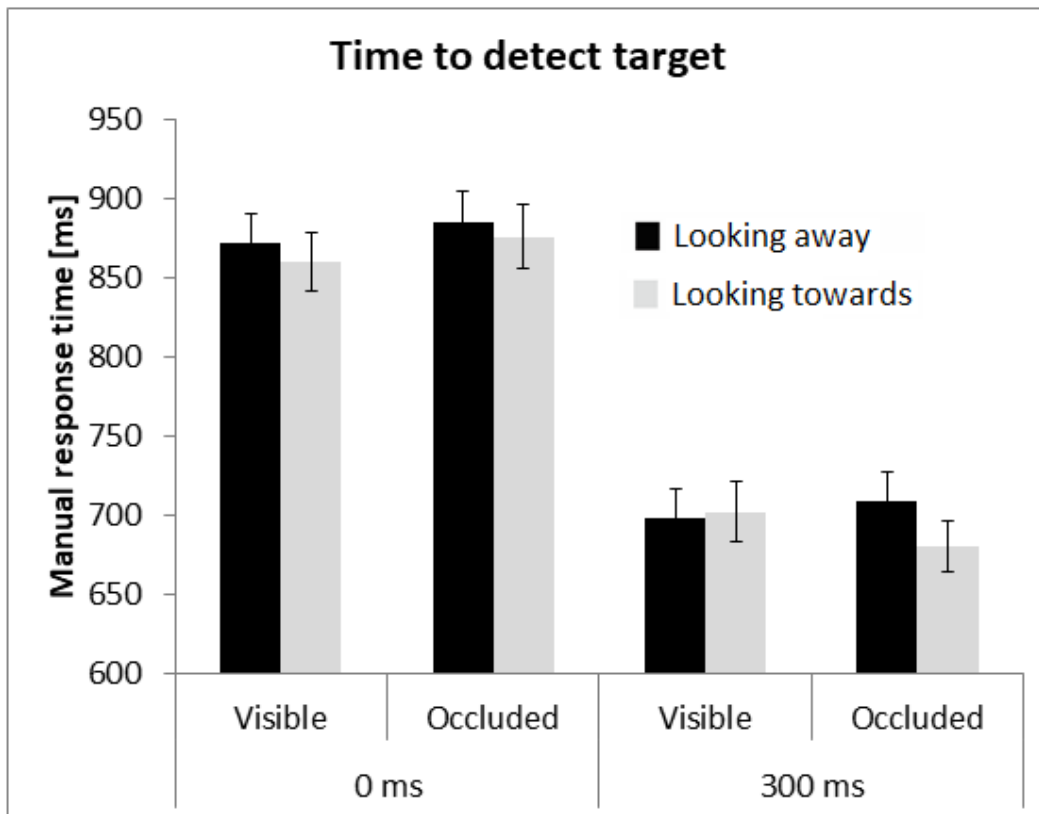 Time to detect target
Manual response time [ms]
950
900
850
800
750
700
650
600
Looking away
Looking towards
Visible
Occluded
Visible
Occluded
0 ms
300 ms